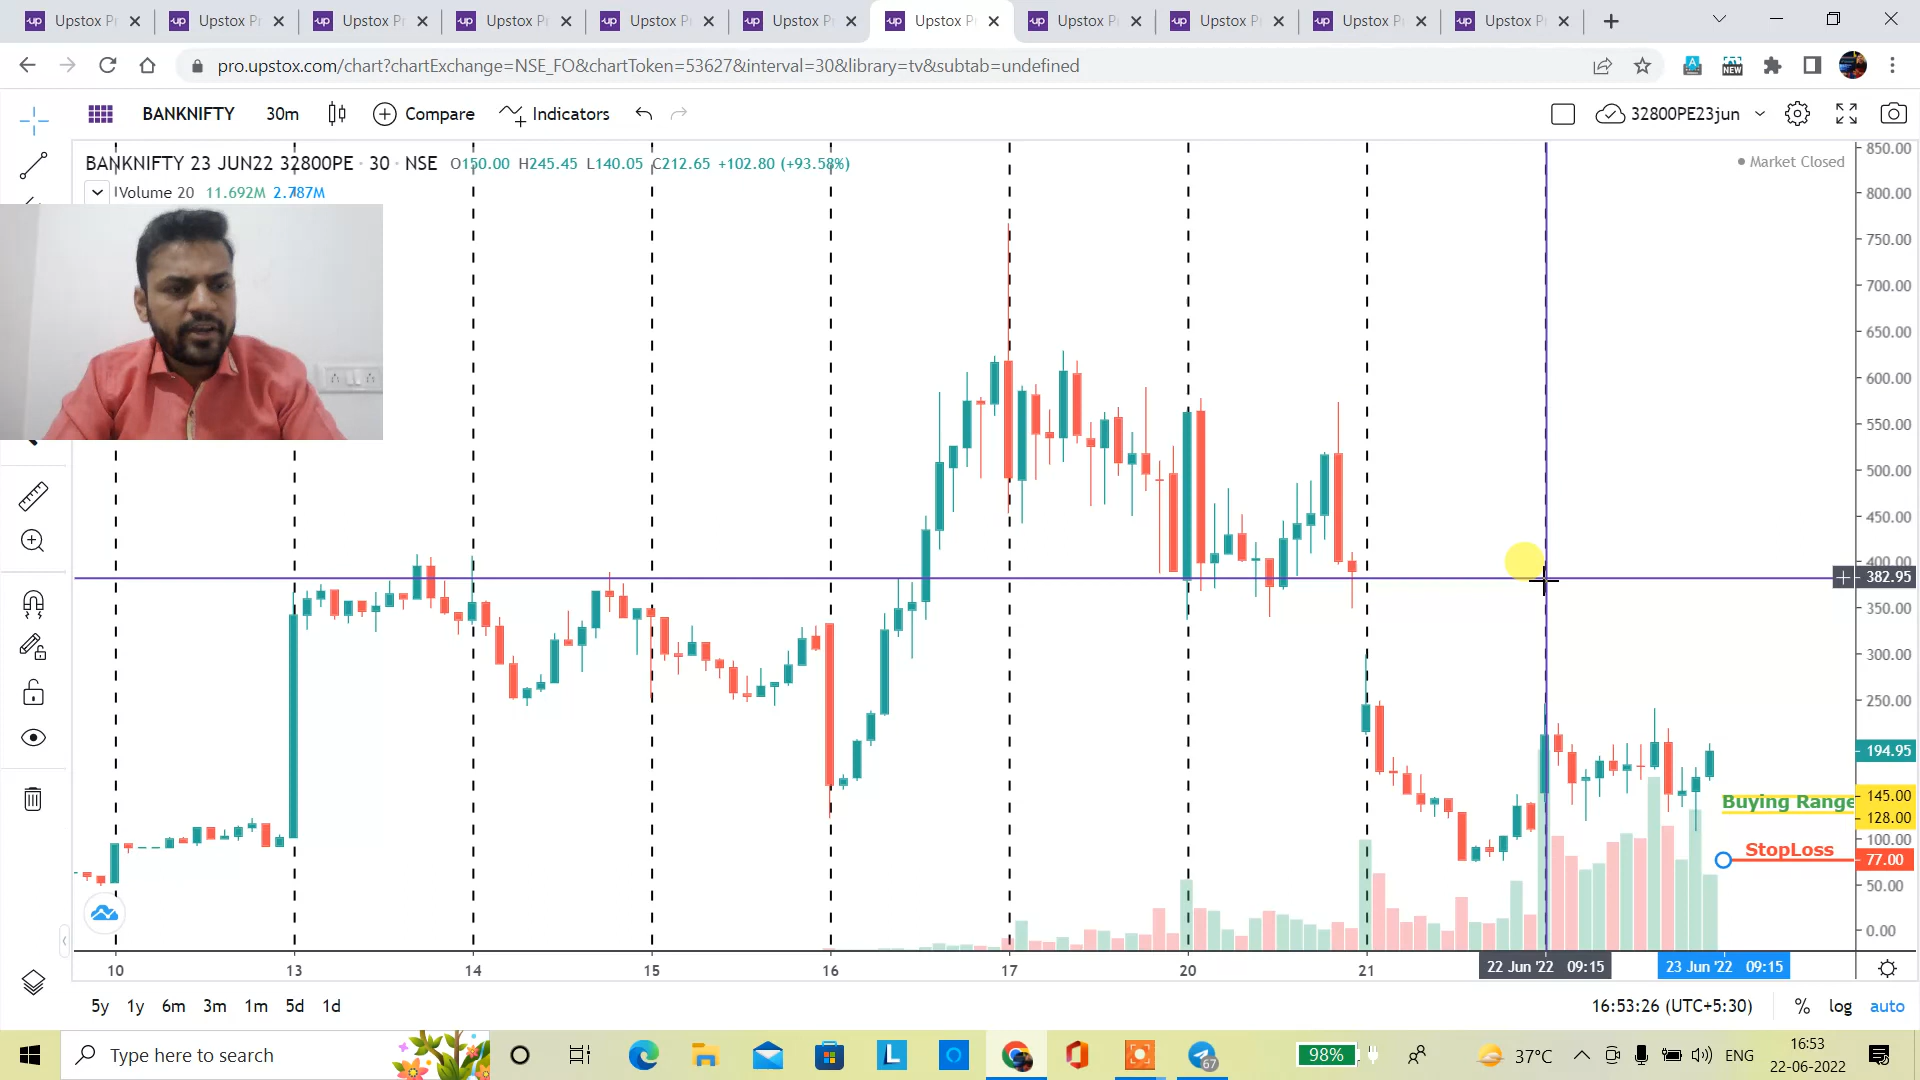 Upstox P Upstox P Upstox P Upstox P Upstox P Upstox P Upstox P Upstox P Upstox P Upstox P Upstox P
pro.upstox.com/chart?chartExchange=NSE_FO&chartToken=53627&interval=30&library=tv&subtab=undefined
NEW
BANKNIFTY 30m Compare Indicators 32800PE23jun
BANKNIFTY 23 JUN22 32800PE · 30 · NSE O150.00 H245.45 L140.05 C212.65 +102.80 (+93.58%)
Market Closed
Volume 20 11.692M 2.787M
850.00
800.00
750.00
700.00
650.00
600.00
550.00
500.00
450.00
400.00
382.95
350.00
300.00
250.00
194.95
145.00
Buying Range
128.00
100.00
StopLoss
77.00
50.00
0.00
10 13 14 15 16 17 20 21 22 Jun '22 09:15 23 Jun '22 09:15
5y 1y 6m 3m 1m 5d 1d 16:53:26 (UTC+5:30) % log auto
Type here to search
67
98%
37°C
ENG
16:53
22-06-2022